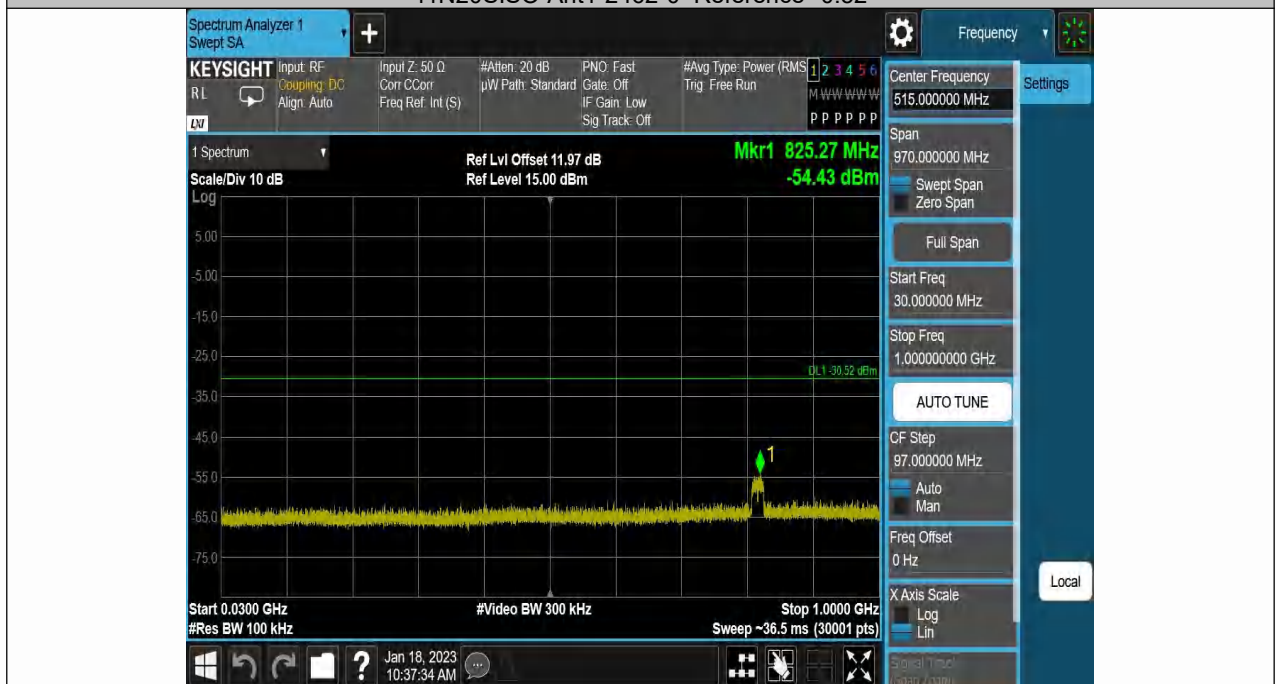 Spectrum Analyzer 1
Swept SA
Frequency
KEYSIGHT
RL
LXI
Input: RF
Coupling: DC
Align: Auto
Input Z: 50 Ω
Corr CCorr
Freq Ref: Int (S)
#Atten: 20 dB
µW Path: Standard
PNO: Fast
Gate: Off
IF Gain: Low
Sig Track: Off
#Avg Type: Power (RMS
Trig: Free Run
1 2 3 4 5 6
M W W W W W
P P P P P P
Center Frequency
515.000000 MHz
Settings
1 Spectrum
Scale/Div 10 dB
Ref Lvl Offset 11.97 dB
Ref Level 15.00 dBm
Mkr1 825.27 MHz
-54.43 dBm
Span
970.000000 MHz
Swept Span
Zero Span
Full Span
Start Freq
30.000000 MHz
Stop Freq
1.000000000 GHz
AUTO TUNE
CF Step
97.000000 MHz
Auto
Man
Freq Offset
0 Hz
X Axis Scale
Log
Lin
Local
Log
5.00
-5.00
-15.0
-25.0
-35.0
-45.0
-55.0
-65.0
-75.0
DL1 -30.52 dBm
1
Start 0.0300 GHz
#Res BW 100 kHz
#Video BW 300 kHz
Stop 1.0000 GHz
Sweep ~36.5 ms (30001 pts)
?
Jan 18, 2023
10:37:34 AM